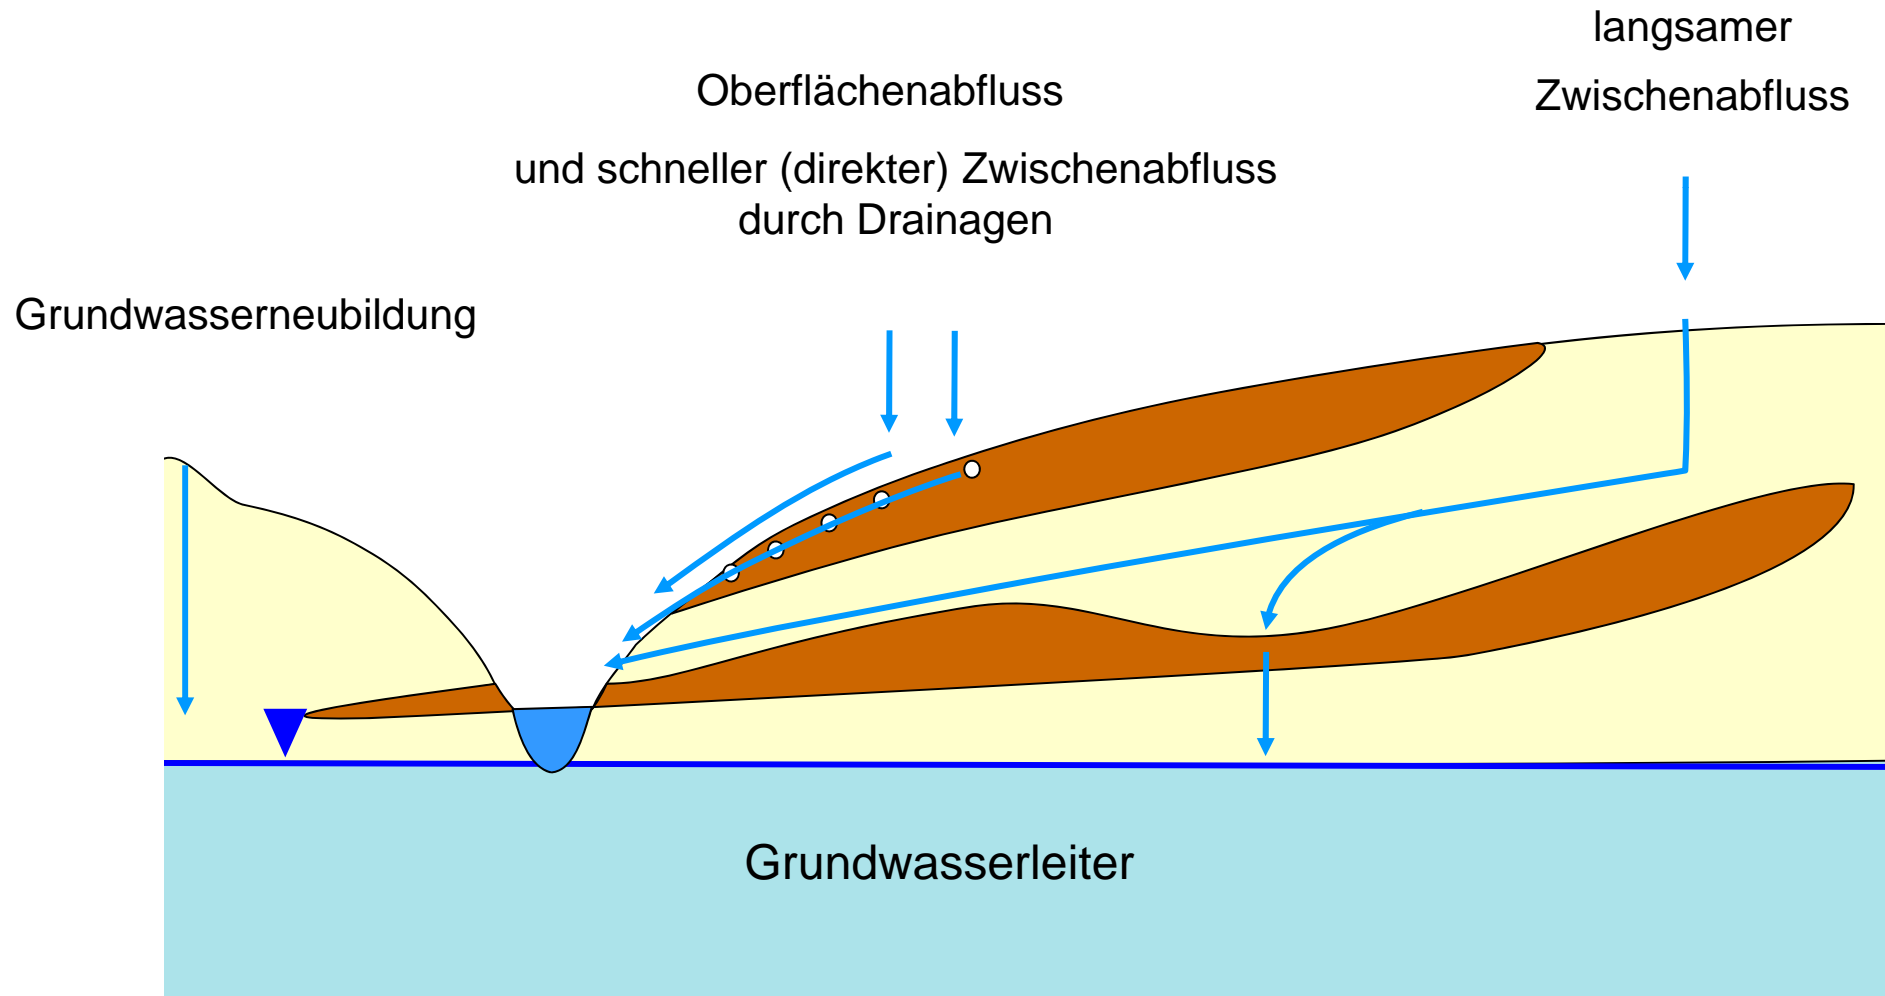 langsamer
Zwischenabfluss
Oberflächenabfluss
und schneller (direkter) Zwischenabfluss
durch Drainagen
Grundwasserneubildung
Grundwasserleiter